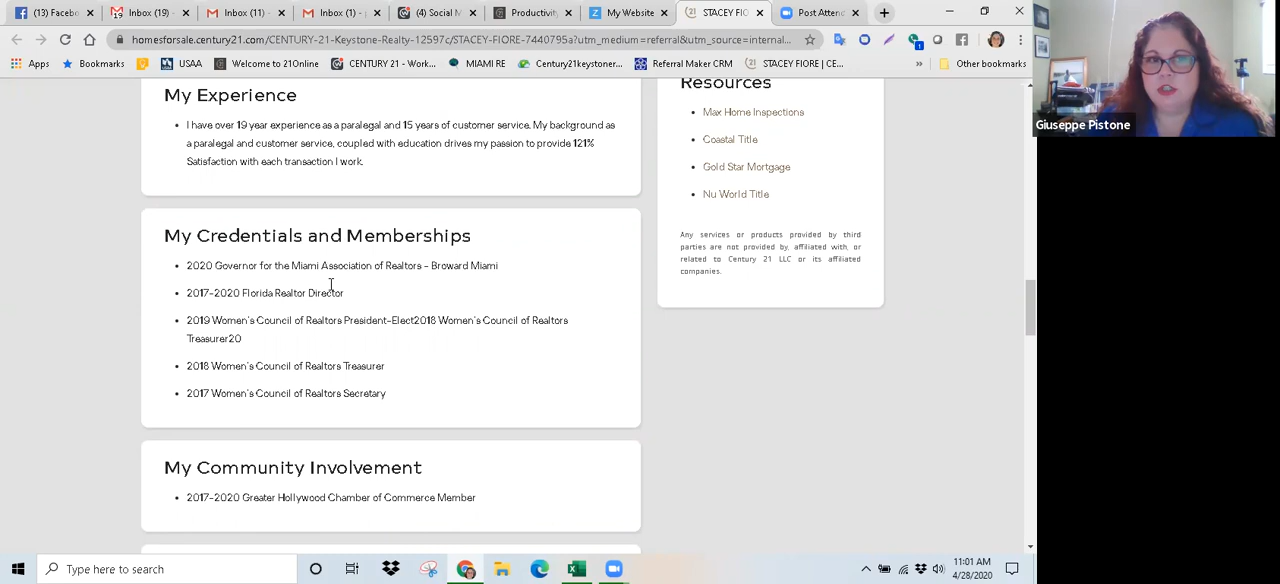 (13) Facebo
Inbox (19) -
Inbox (11) -
Inbox (1) - g
(4) Social M
Productivity
My Website
STACEY FIO
Post Attend
19
homesforsale.century21.com/CENTURY-21-Keystone-Realty-12597c/STACEY-FIORE-7440795a?utm_medium=referral&utm_source=internal...
Apps
Bookmarks
USAA
Welcome to 21Online
CENTURY 21 - Work...
MIAMI RE
Century21keystoner...
Referral Maker CRM
STACEY FIORE | CE...
»
Other bookmarks
My Experience
• I have over 19 year experience as a paralegal and 15 years of customer service. My background as
a paralegal and customer service, coupled with education drives my passion to provide 121%
Satisfaction with each transaction I work.
My Credentials and Memberships
• 2020 Governor for the Miami Association of Realtors - Broward Miami
• 2017-2020 Florida Realtor Director
• 2019 Women's Council of Realtors President-Elect2018 Women's Council of Realtors
Treasurer20
• 2018 Women's Council of Realtors Treasurer
• 2017 Women's Council of Realtors Secretary
My Community Involvement
• 2017-2020 Greater Hollywood Chamber of Commerce Member
Resources
• Max Home Inspections
• Coastal Title
• Gold Star Mortgage
• Nu World Title
Any services or products provided by third
parties are not provided by, affiliated with, or
related to Century 21 LLC or its affiliated
companies.
Giuseppe Pistone
Type here to search
11:01 AM
4/28/2020